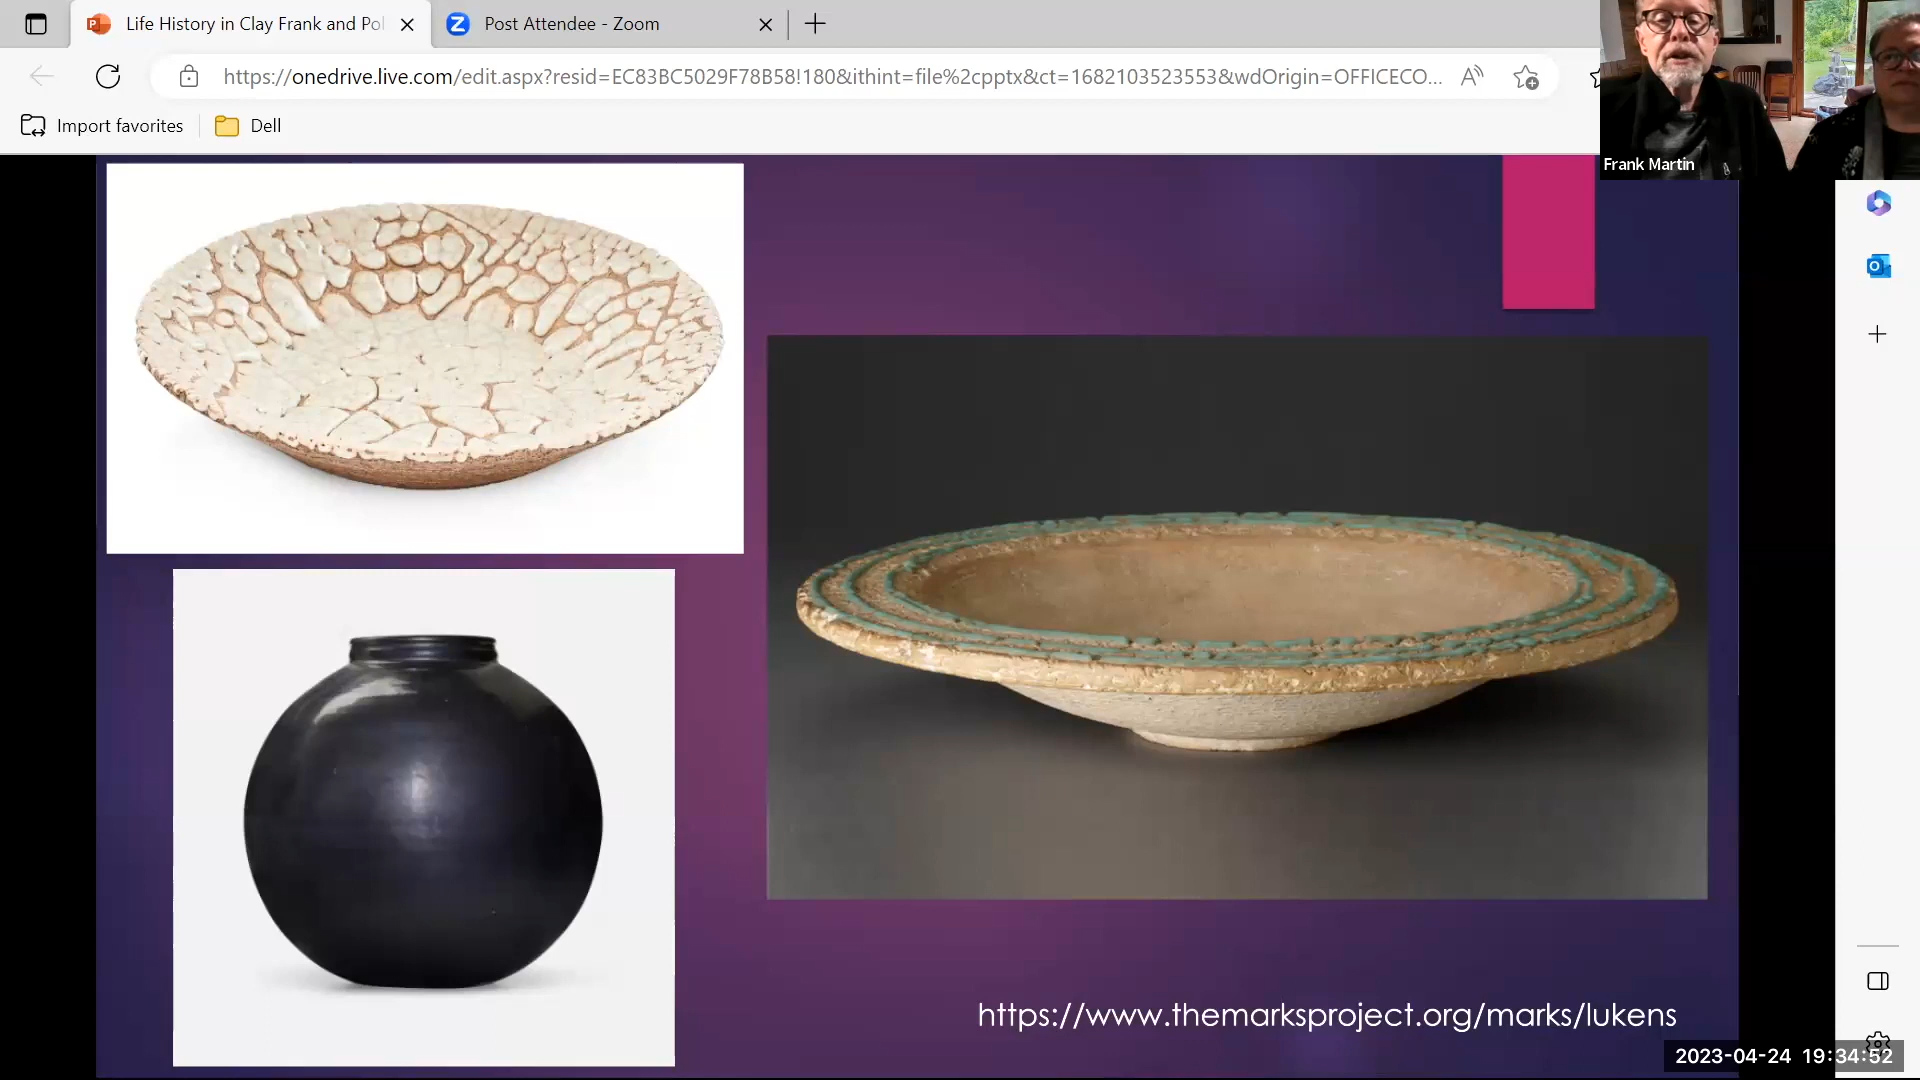 Life History in Clay Frank and Pol
Post Attendee - Zoom
https://onedrive.live.com/edit.aspx?resid=EC83BC5029F78B58!180&ithint=file%2cpptx&ct=1682103523553&wdOrigin=OFFICECO...
Import favorites
Dell
Frank Martin
https://www.themarksproject.org/marks/lukens
2023-04-24 19:34:52